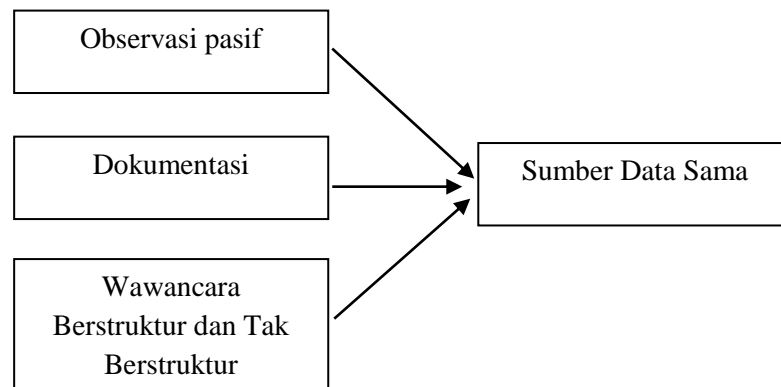 Observasi pasif
Dokumentasi
Sumber Data Sama
Wawancara
Berstruktur dan Tak
Berstruktur